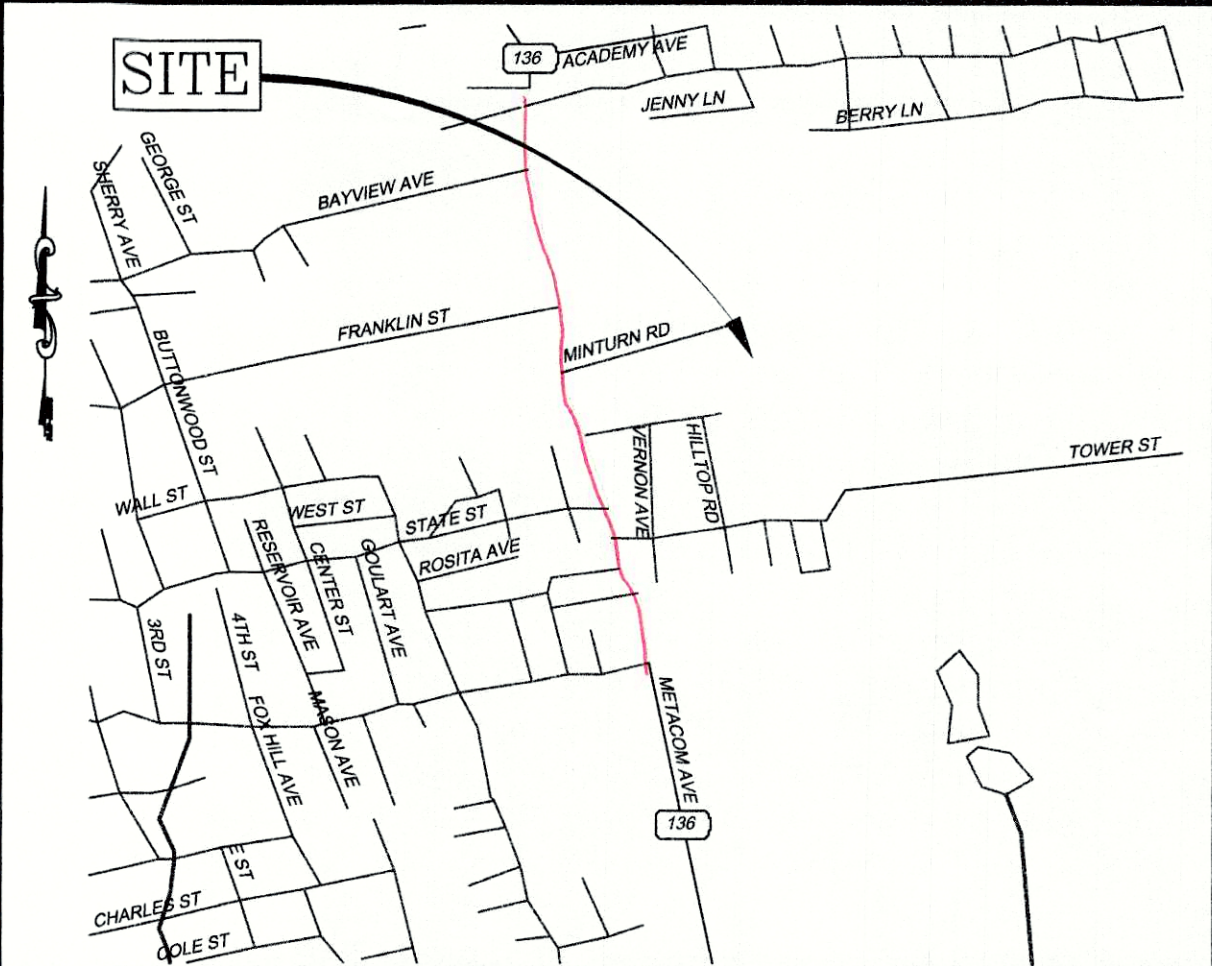 SITE
136
ACADEMY AVE
JENNY LN
BERRY LN
GEORGE ST
SHERRY AVE
BAYVIEW AVE
FRANKLIN ST
MINTURN RD
BUTTONWOOD ST
VERNON AVE
HILLTOP RD
TOWER ST
WALL ST
WEST ST
STATE ST
RESERVOIR AVE
CENTER ST
GOULART AVE
ROSITA AVE
3RD ST
4TH ST
FOX HILL AVE
MASON AVE
METACOM AVE
136
E ST
CHARLES ST
COLE ST